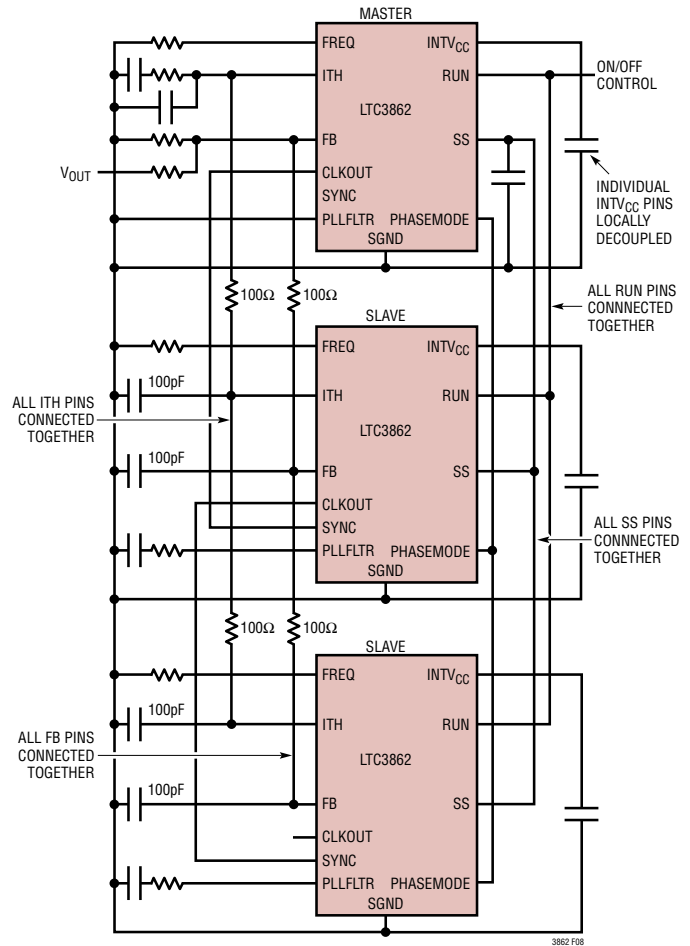 MASTER
FREQ
INTVCC
ITH
RUN
ON/OFF
CONTROL
LTC3862
FB
SS
VOUT
CLKOUT
SYNC
PLLFLTR
PHASEMODE
SGND
INDIVIDUAL
INTVCC PINS
LOCALLY
DECOUPLED
100Ω
100Ω
ALL RUN PINS
CONNNECTED
TOGETHER
SLAVE
FREQ
INTVCC
100pF
ITH
RUN
ALL ITH PINS
CONNECTED
TOGETHER
LTC3862
100pF
FB
SS
CLKOUT
SYNC
PLLFLTR
PHASEMODE
SGND
ALL SS PINS
CONNNECTED
TOGETHER
100Ω
100Ω
SLAVE
FREQ
INTVCC
100pF
ITH
RUN
ALL FB PINS
CONNECTED
TOGETHER
LTC3862
100pF
FB
SS
CLKOUT
SYNC
PLLFLTR
PHASEMODE
SGND
3862 F08